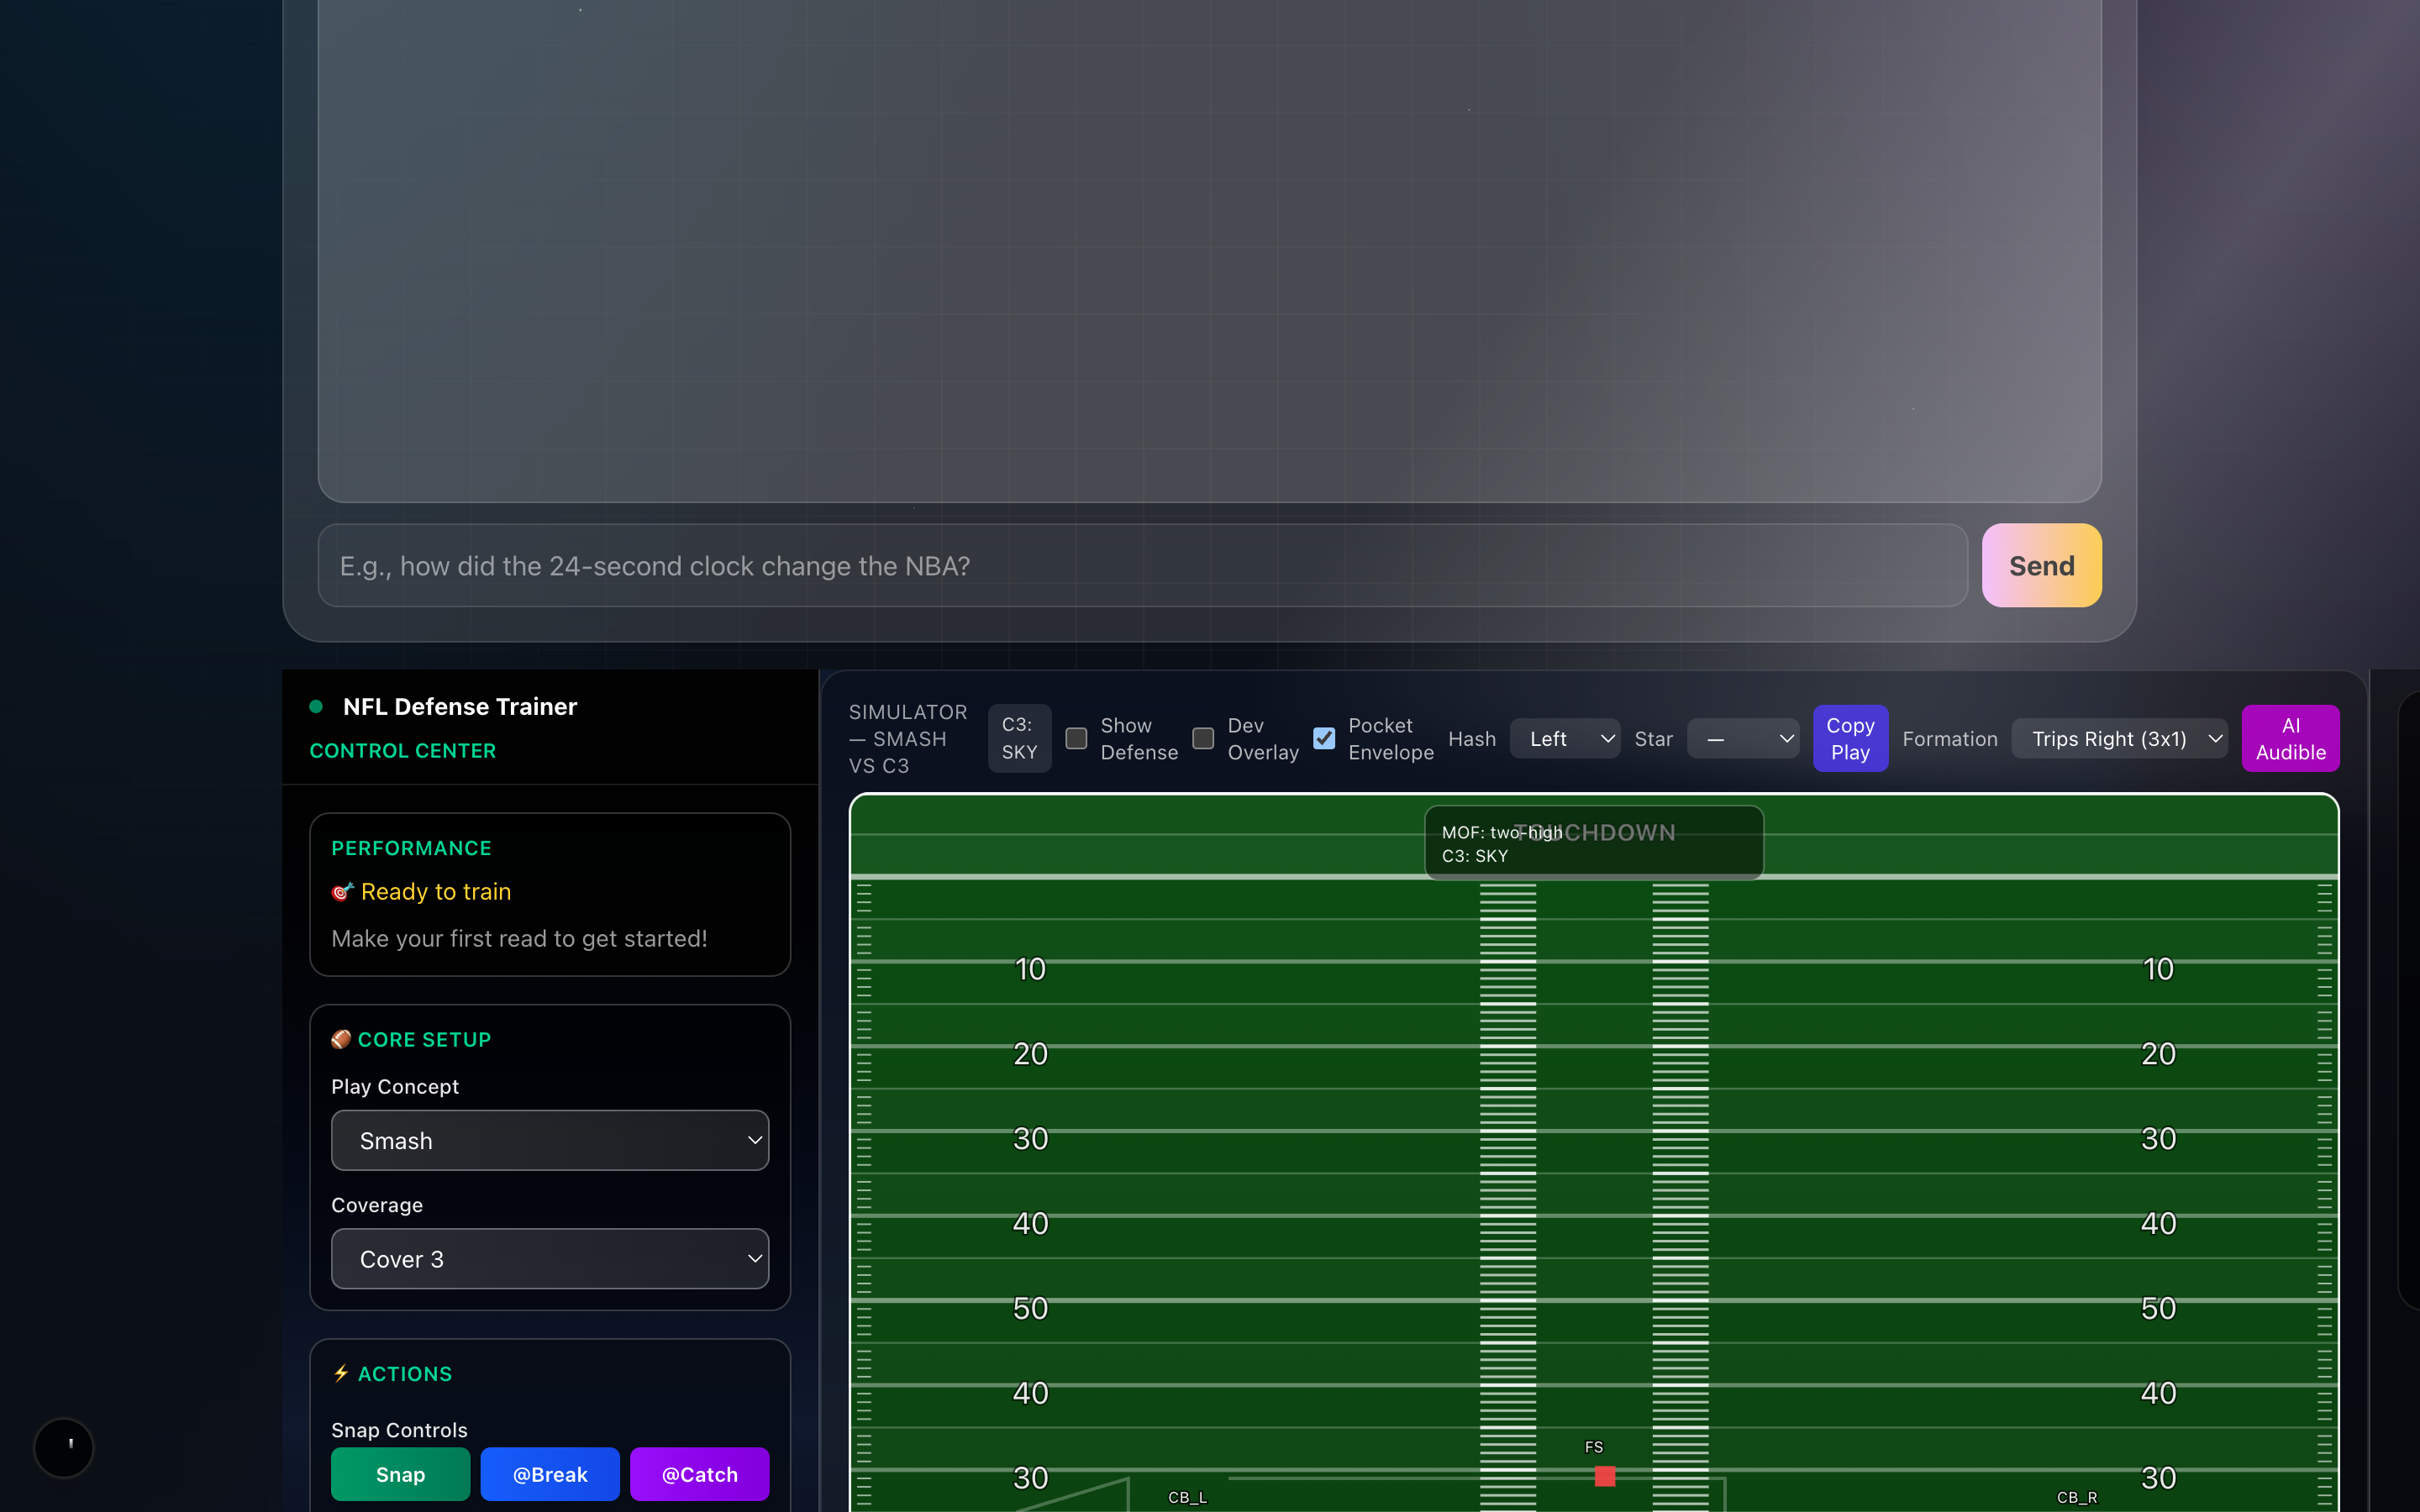 E.g., how did the 24-second clock change the NBA?
Send
NFL Defense Trainer
CONTROL CENTER
PERFORMANCE
Ready to train
Make your first read to get started!
CORE SETUP
Play Concept
Smash
Coverage
Cover 3
ACTIONS
Snap Controls
Snap
@Break
@Catch
SIMULATOR
— SMASH
VS C3
C3:
SKY
Show
Defense
Dev
Overlay
Pocket
Envelope
Hash
Left
Star
—
Copy
Play
Formation
Trips Right (3x1)
AI
Audible
TOUCHDOWN
MOF: two-high
C3: SKY
10 10
20 20
30 30
40 40
50 50
40 40
FS
30 30
CB_L
CB_R